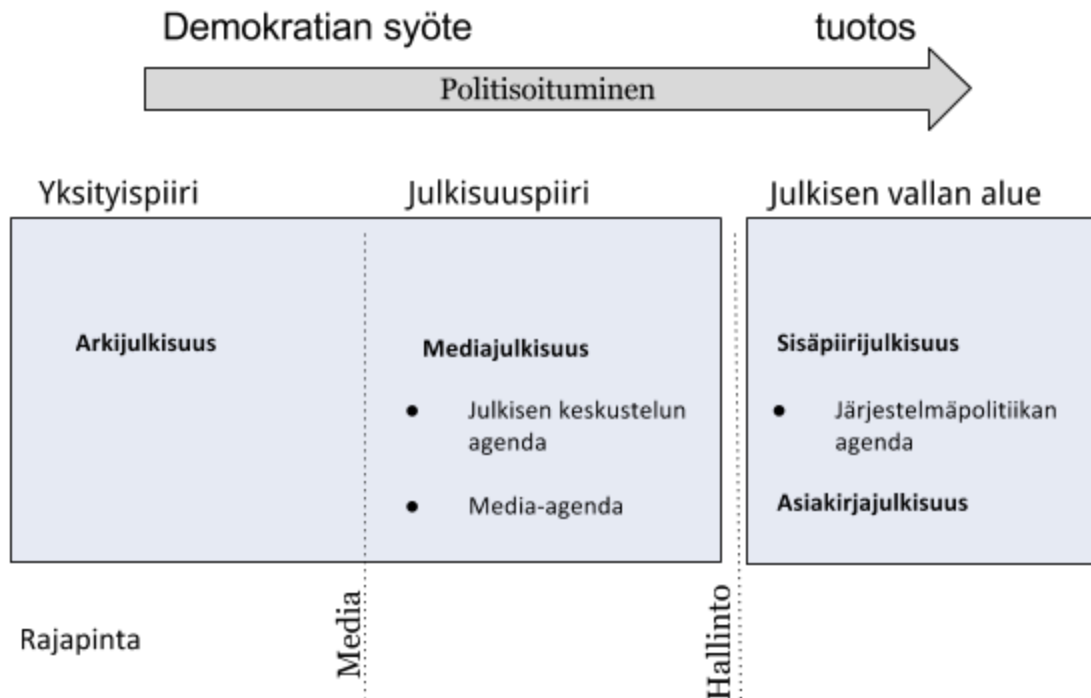 Demokratian syöte
tuotos
Politisoituminen
Yksityispiiri
Julkisuuspiiri
Julkisen vallan alue
Arkijulkisuus
Mediajulkisuus
● Julkisen keskustelun
agenda
● Media-agenda
Sisäpiirijulkisuus
● Järjestelmäpolitiikan
agenda
Asiakirjajulkisuus
Rajapinta
Media
Hallinto